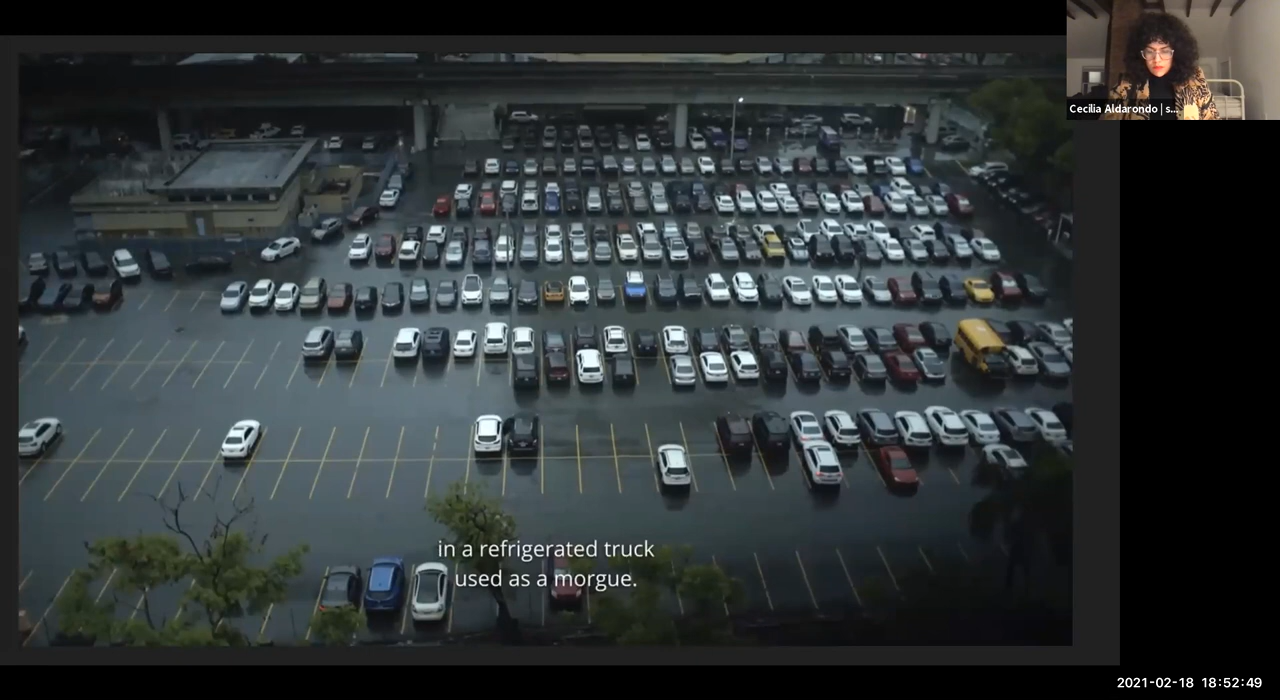 Cecilia Aldarondo | s...
in a refrigerated truck
used as a morgue.
2021-02-18 18:52:49